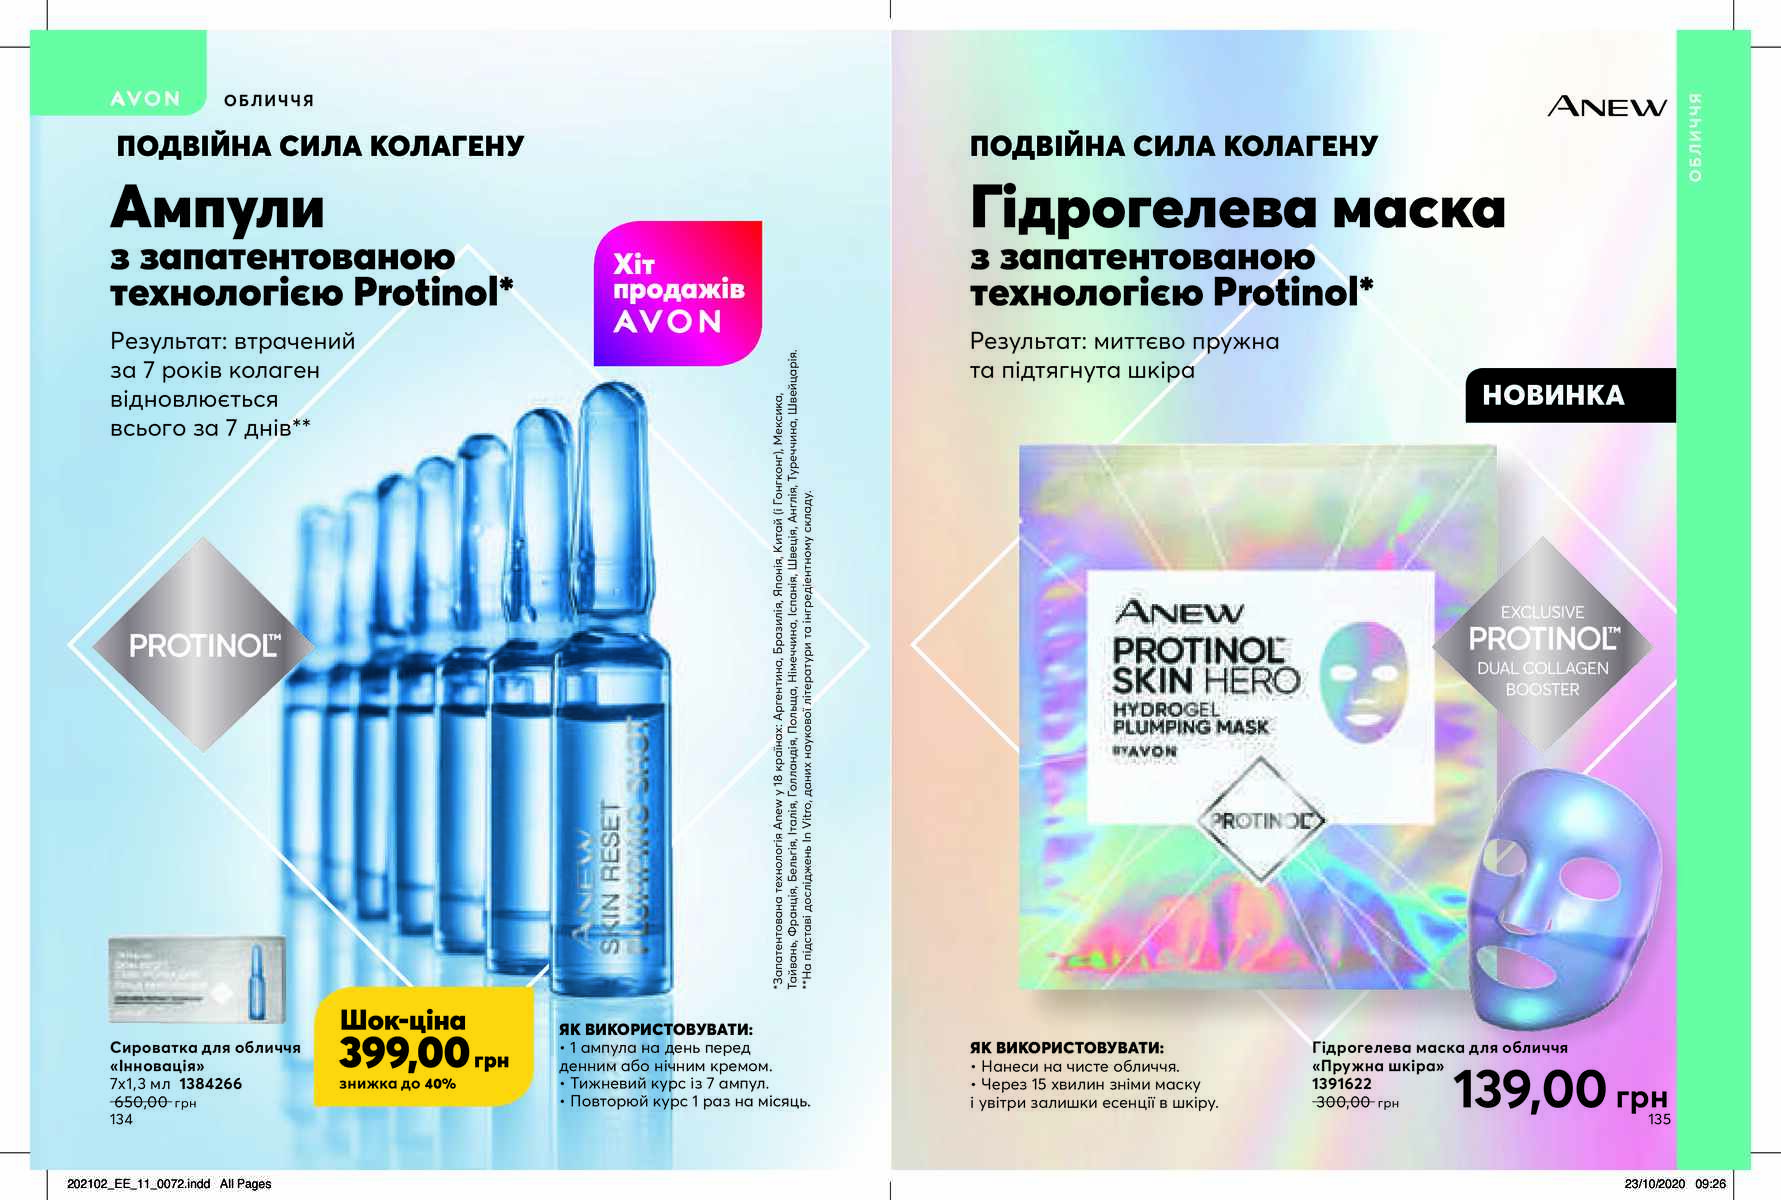 AVON
ОБЛИЧЧЯ
ПОДВІЙНА СИЛА КОЛАГЕНУ
Ампули
з запатентованою
технологією Protinol*
Результат: втрачений
за 7 років колаген
відновлюється
всього за 7 днів**
Хіт
продажів
AVON
PROTINOL™
ANEW
SKIN RESET
PLUMPING SHOT
*Запатентована технологія Anew у 18 країнах: Аргентина, Бразилія, Японія, Китай (і Гонгконг), Мексика,
Тайвань, Франція, Бельгія, Італія, Голландія, Польща, Німеччина, Іспанія, Швеція, Англія, Туреччина, Швейцарія.
**На підставі досліджень In Vitro, даних наукової літератури та інгредієнтному складу.
Сироватка для обличчя
«Інновація»
7х1,3 мл 1384266
650,00 грн
134
Шок-ціна
399,00 грн
знижка до 40%
ЯК ВИКОРИСТОВУВАТИ:
• 1 ампула на день перед
денним або нічним кремом.
• Тижневий курс із 7 ампул.
• Повторюй курс 1 раз на місяць.
ANEW
ОБЛИЧЧЯ
ПОДВІЙНА СИЛА КОЛАГЕНУ
Гідрогелева маска
з запатентованою
технологією Protinol*
Результат: миттєво пружна
та підтягнута шкіра
НОВИНКА
ANEW
PROTINOL™
SKIN HERO
HYDROGEL
PLUMPING MASK
BY AVON
PROTINOL™
EXCLUSIVE
PROTINOL™
DUAL COLLAGEN
BOOSTER
ЯК ВИКОРИСТОВУВАТИ:
• Нанеси на чисте обличчя.
• Через 15 хвилин зніми маску
і увітри залишки есенції в шкіру.
Гідрогелева маска для обличчя
«Пружна шкіра»
1391622
300,00 грн
139,00 грн
135
202102_EE_11_0072.indd All Pages
23/10/2020 09:26